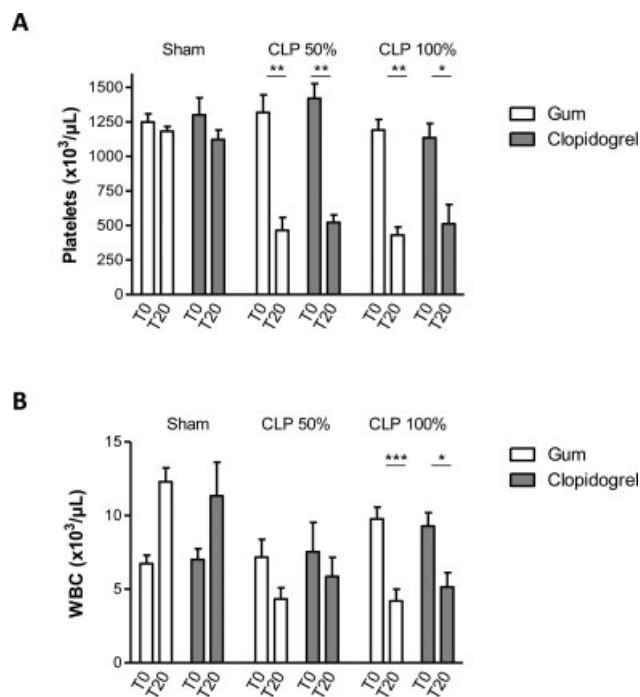 A
Sham CLP 50% CLP 100%
** ** ** *
Platelets (x10³/µL)
1500
1250
1000
750
500
250
0
T0 T20 T0 T20 T0 T20 T0 T20 T0 T20 T0 T20
Gum
Clopidogrel
B
Sham CLP 50% CLP 100%
*** *
WBC (x10³/µL)
15
10
5
0
T0 T20 T0 T20 T0 T20 T0 T20 T0 T20 T0 T20
Gum
Clopidogrel